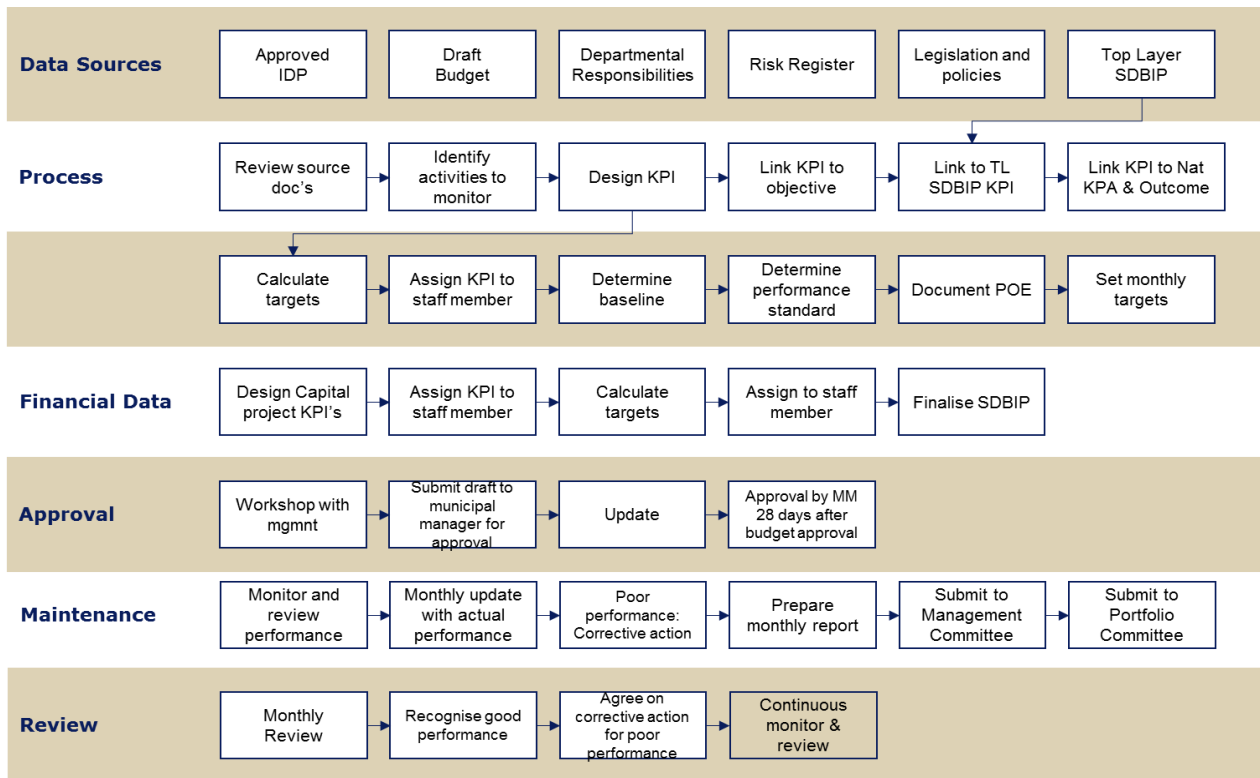 Data Sources
Approved
IDP
Draft
Budget
Departmental
Responsibilities
Risk Register
Legislation and
policies
Top Layer
SDBIP
Process
Review source
doc's
Identify
activities to
monitor
Design KPI
Link KPI to
objective
Link to TL
SDBIP KPI
Link KPI to Nat
KPA & Outcome
Calculate
targets
Assign KPI to
staff member
Determine
baseline
Determine
performance
standard
Document POE
Set monthly
targets
Financial Data
Design Capital
project KPI's
Assign KPI to
staff member
Calculate
targets
Assign to staff
member
Finalise SDBIP
Approval
Workshop with
mgmnt
Submit draft to
municipal
manager for
approval
Update
Approval by MM
28 days after
budget approval
Maintenance
Monitor and
review
performance
Monthly update
with actual
performance
Poor
performance:
Corrective action
Prepare
monthly report
Submit to
Management
Committee
Submit to
Portfolio
Committee
Review
Monthly
Review
Recognise good
performance
Agree on
corrective action
for poor
performance
Continuous
monitor &
review